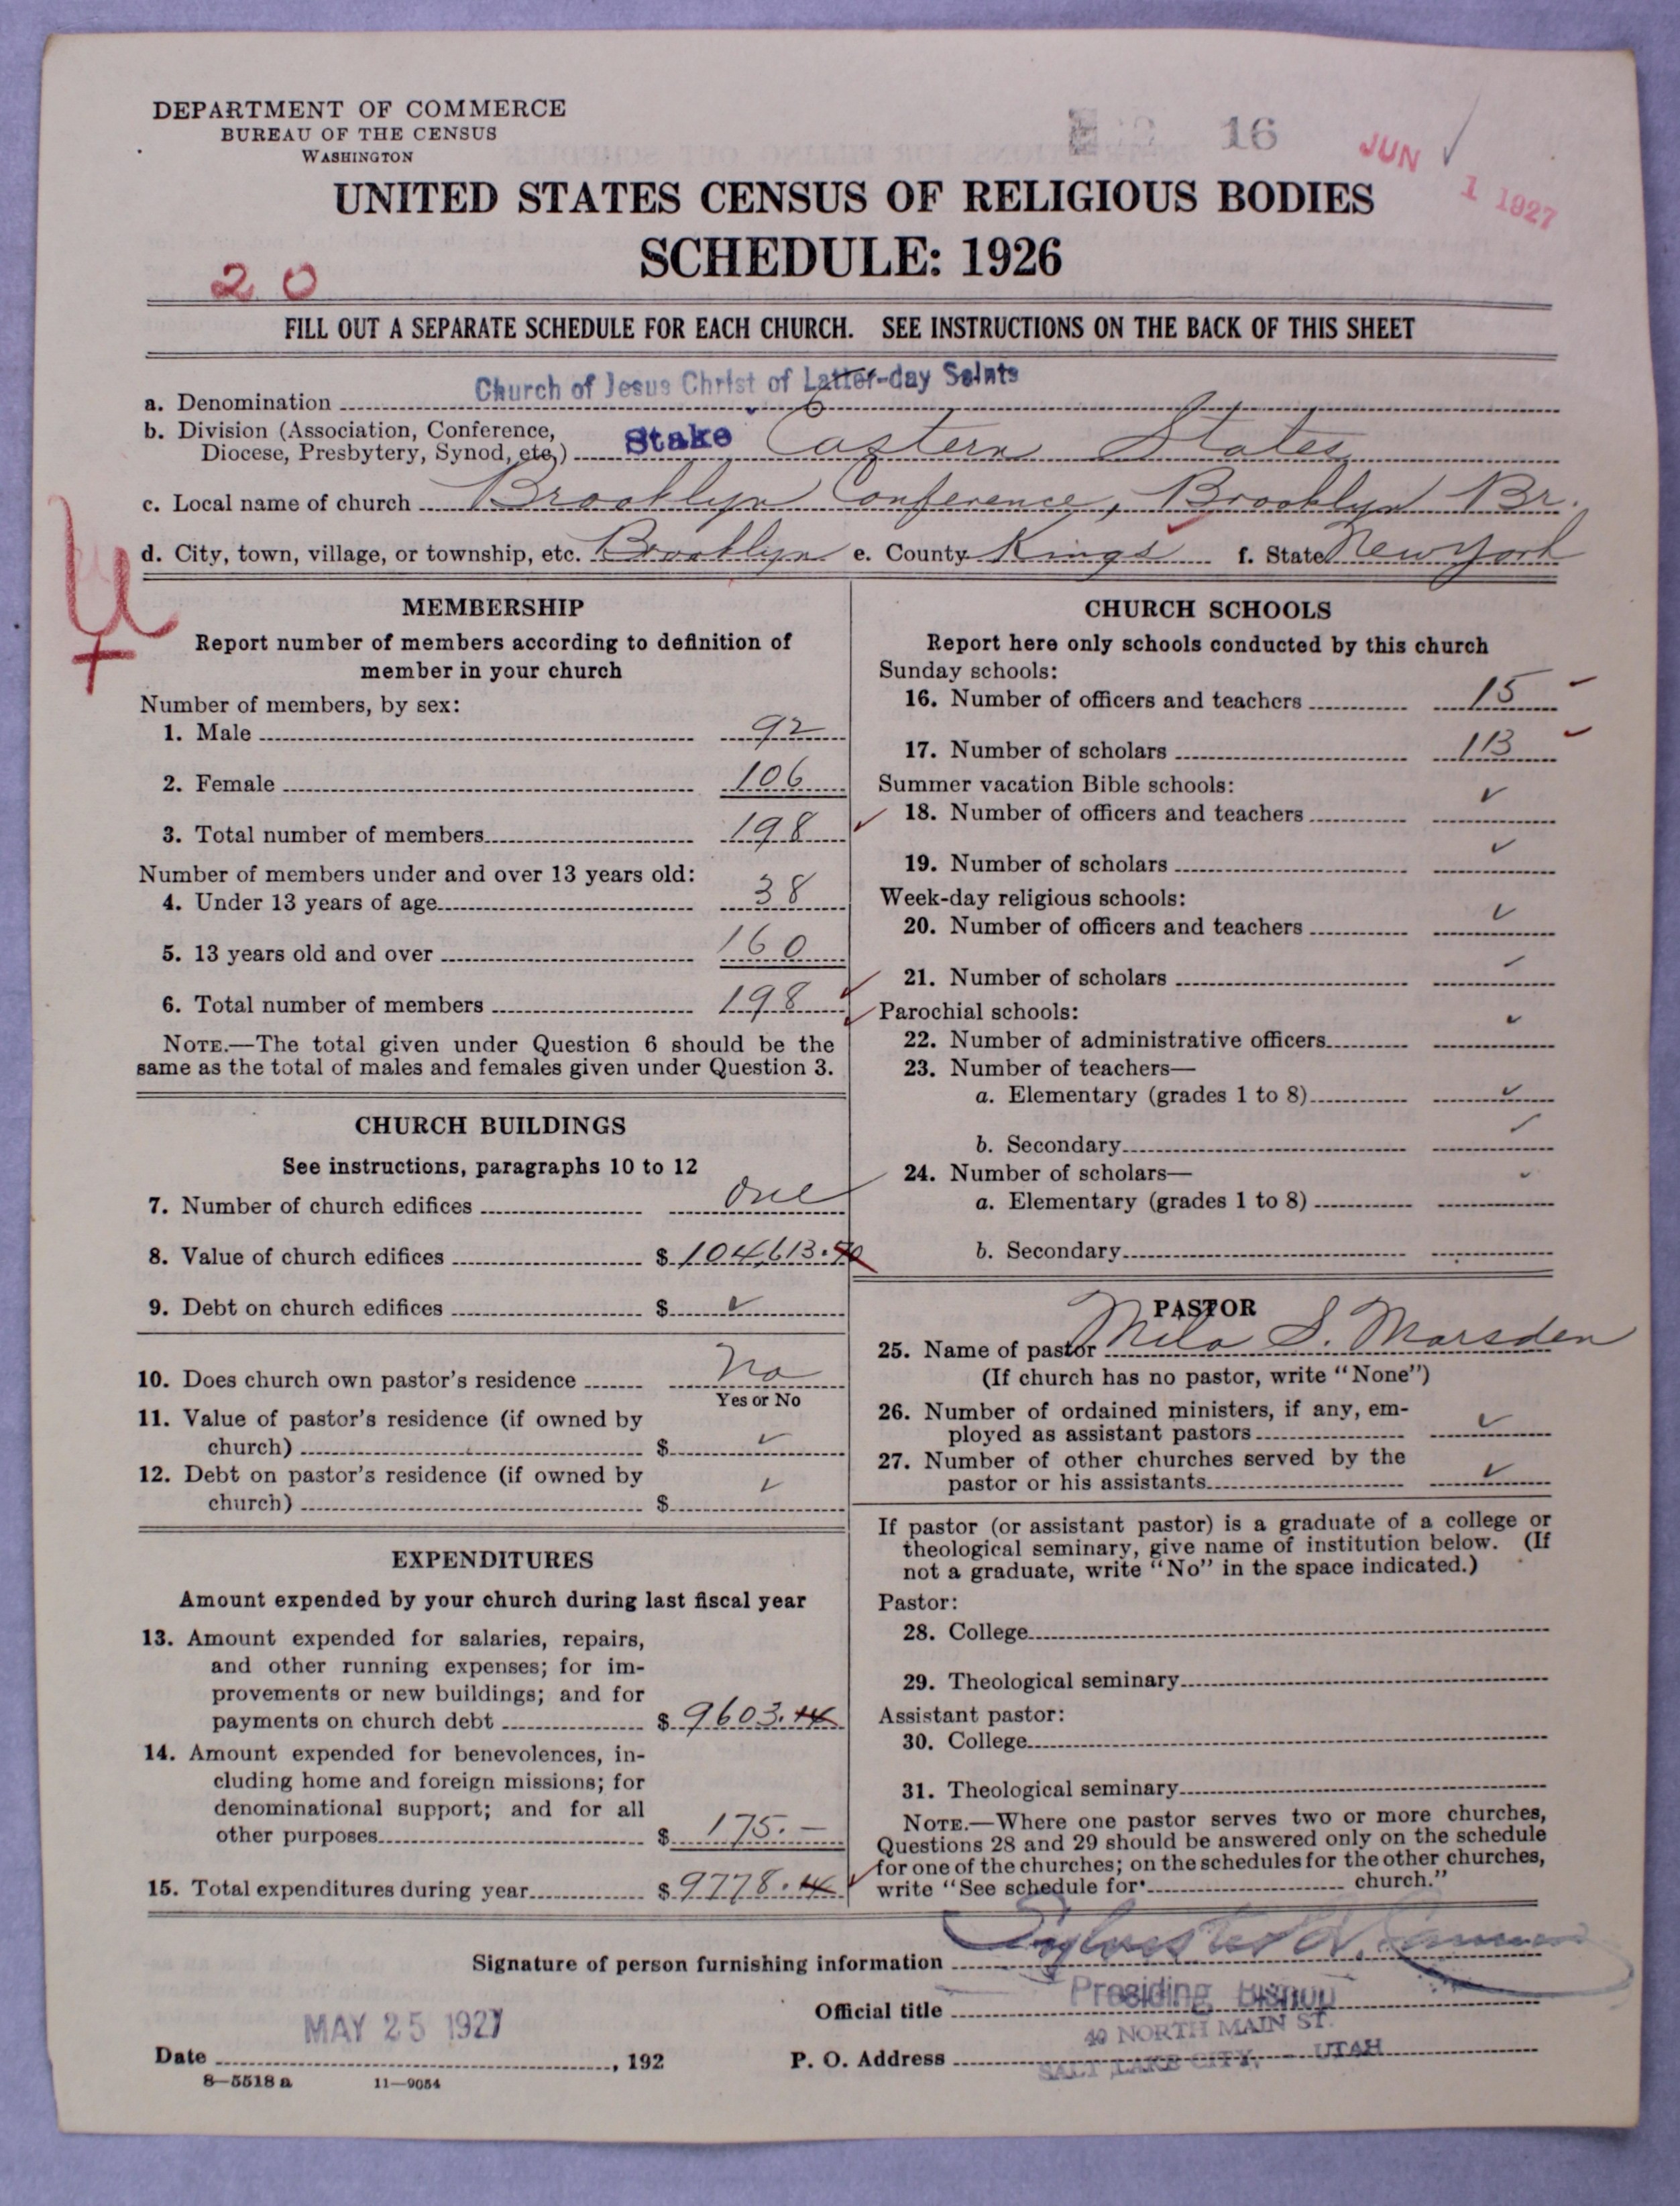 DEPARTMENT OF COMMERCE
BUREAU OF THE CENSUS
WASHINGTON
16
JUN 1 1927
UNITED STATES CENSUS OF RELIGIOUS BODIES
SCHEDULE: 1926
20
FILL OUT A SEPARATE SCHEDULE FOR EACH CHURCH. SEE INSTRUCTIONS ON THE BACK OF THIS SHEET
a. Denomination Church of Jesus Christ of Latter-day Saints
b. Division (Association, Conference,
Diocese, Presbytery, Synod, etc.) Stake Eastern States
c. Local name of church Brooklyn Conference, Brooklyn Br.
d. City, town, village, or township, etc. Brooklyn e. County Kings f. State New York
MEMBERSHIP
Report number of members according to definition of
member in your church
Number of members, by sex:
1. Male 92
2. Female 106
3. Total number of members 198
Number of members under and over 13 years old:
4. Under 13 years of age 38
5. 13 years old and over 160
6. Total number of members 198
NOTE.—The total given under Question 6 should be the
same as the total of males and females given under Question 3.
CHURCH BUILDINGS
See instructions, paragraphs 10 to 12
7. Number of church edifices one
8. Value of church edifices $ 104,613.
9. Debt on church edifices $ ✓
10. Does church own pastor's residence No
Yes or No
11. Value of pastor's residence (if owned by
church) $ ✓
12. Debt on pastor's residence (if owned by
church) $ ✓
EXPENDITURES
Amount expended by your church during last fiscal year
13. Amount expended for salaries, repairs,
and other running expenses; for im-
provements or new buildings; and for
payments on church debt $ 9603.
14. Amount expended for benevolences, in-
cluding home and foreign missions; for
denominational support; and for all
other purposes $ 175.—
15. Total expenditures during year $ 9778.
CHURCH SCHOOLS
Report here only schools conducted by this church
Sunday schools:
16. Number of officers and teachers 15
17. Number of scholars 113
Summer vacation Bible schools:
18. Number of officers and teachers ✓
19. Number of scholars ✓
Week-day religious schools:
20. Number of officers and teachers ✓
21. Number of scholars ✓
Parochial schools:
22. Number of administrative officers ✓
23. Number of teachers—
a. Elementary (grades 1 to 8) ✓
b. Secondary ✓
24. Number of scholars—
a. Elementary (grades 1 to 8) ✓
b. Secondary
PASTOR
25. Name of pastor Milo S. Marsden
(If church has no pastor, write "None")
26. Number of ordained ministers, if any, em-
ployed as assistant pastors ✓
27. Number of other churches served by the
pastor or his assistants ✓
If pastor (or assistant pastor) is a graduate of a college or
theological seminary, give name of institution below. (If
not a graduate, write "No" in the space indicated.)
Pastor:
28. College
29. Theological seminary
Assistant pastor:
30. College
31. Theological seminary
NOTE.—Where one pastor serves two or more churches,
Questions 28 and 29 should be answered only on the schedule
for one of the churches; on the schedules for the other churches,
write "See schedule for church."
Signature of person furnishing information Sylvester Q. Cannon
Official title Presiding Bishop
40 NORTH MAIN ST.
P. O. Address SALT LAKE CITY, - UTAH
MAY 25 1927
Date , 192
8—5518 a 11—9054